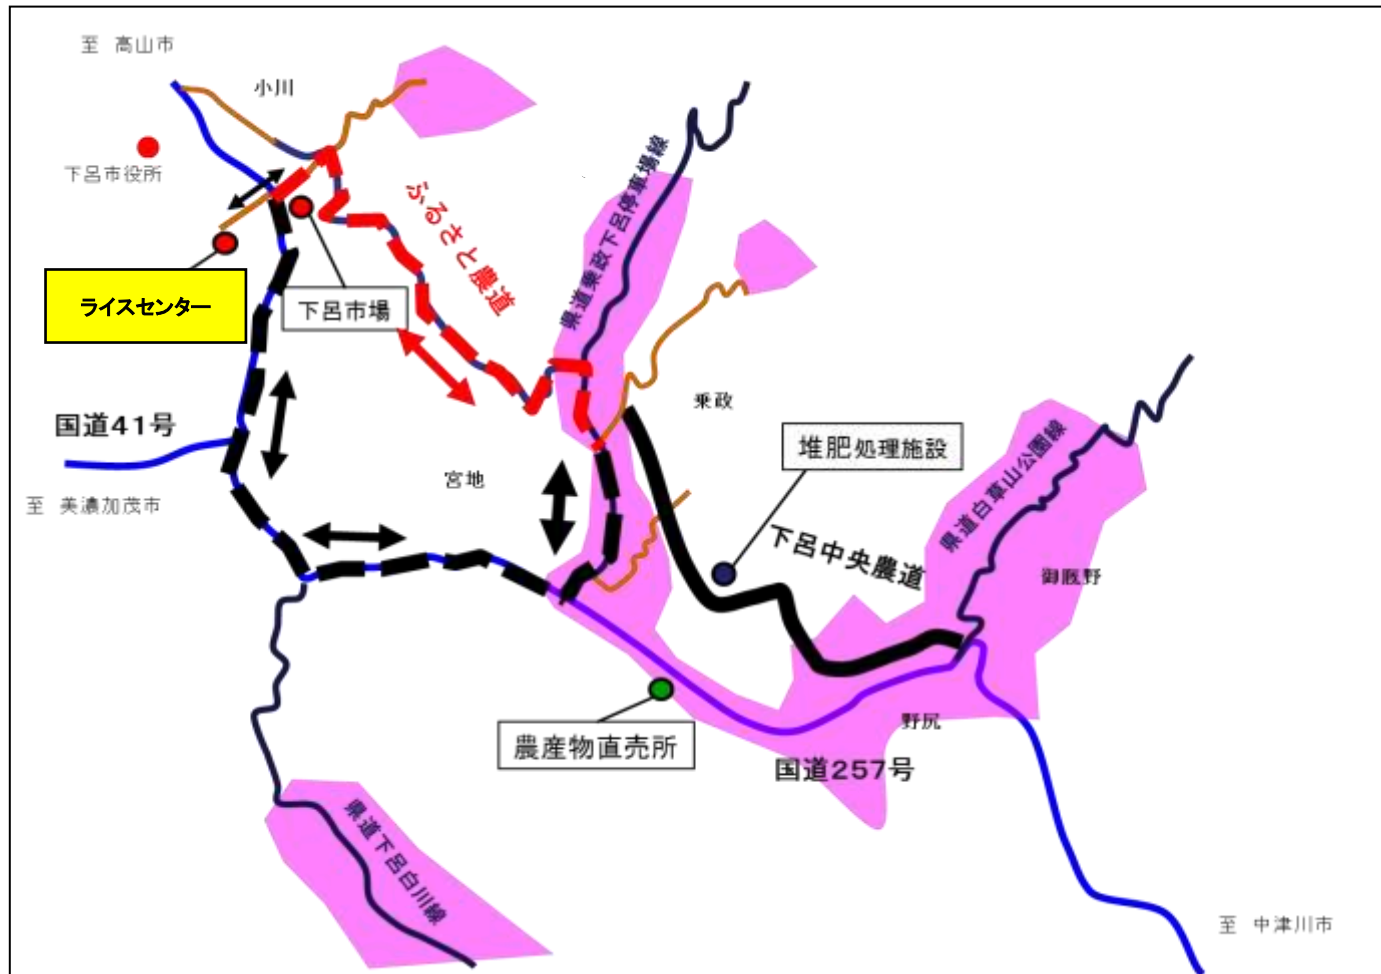 至 高山市
小川
下呂市役所
ふるさと農道
県道乗政下呂停車場線
ライスセンター
下呂市場
国道41号
乗政
堆肥処理施設
県道白草山公園線
至 美濃加茂市
宮地
下呂中央農道
御厩野
農産物直売所
野尻
国道257号
県道下呂白川線
至 中津川市